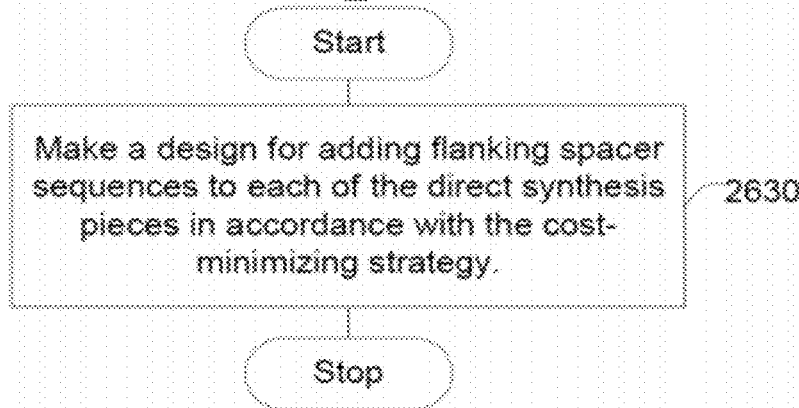 Start
Make a design for adding flanking spacer
sequences to each of the direct synthesis
pieces in accordance with the cost-
minimizing strategy.
2630
Stop